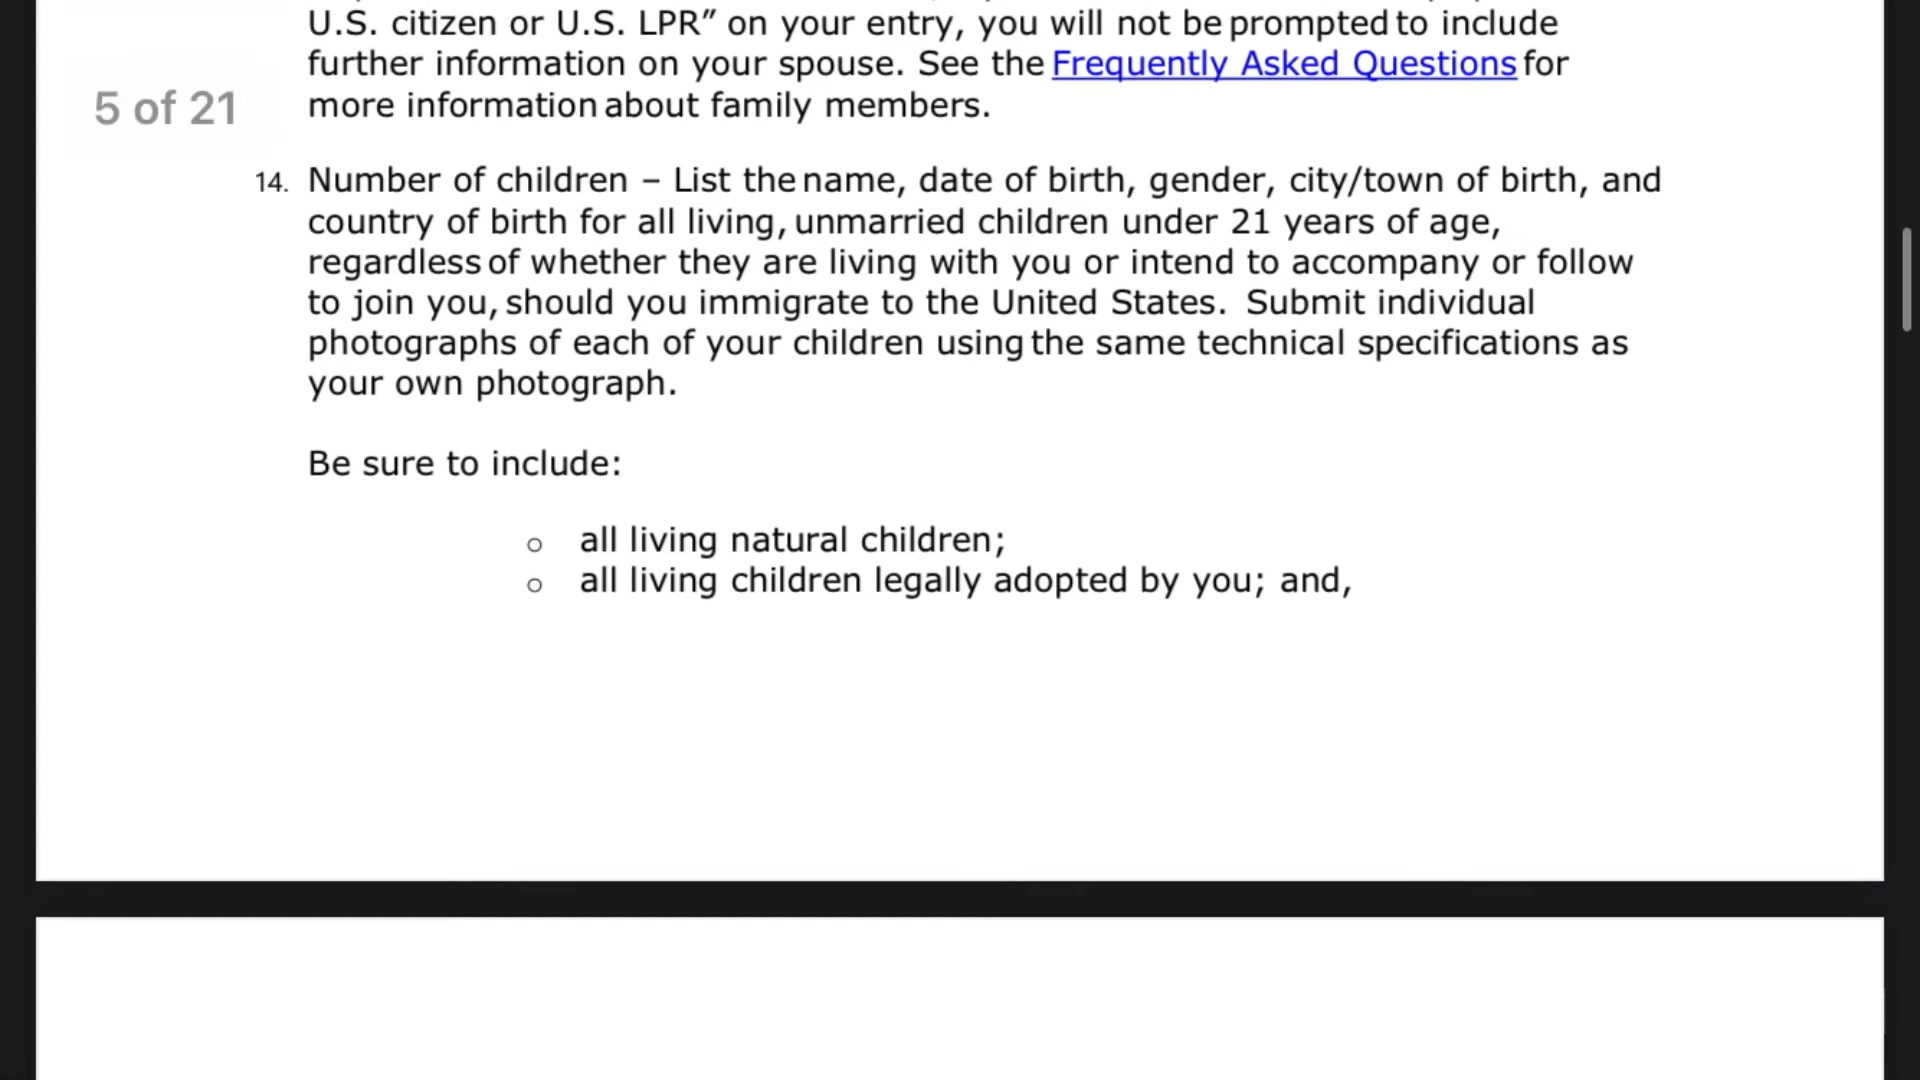 U.S. citizen or U.S. LPR” on your entry, you will not be prompted to include
further information on your spouse. See the Frequently Asked Questions for
5 of 21
more information about family members.
14. Number of children – List the name, date of birth, gender, city/town of birth, and
country of birth for all living, unmarried children under 21 years of age,
regardless of whether they are living with you or intend to accompany or follow
to join you, should you immigrate to the United States. Submit individual
photographs of each of your children using the same technical specifications as
your own photograph.
Be sure to include:
o all living natural children;
o all living children legally adopted by you; and,